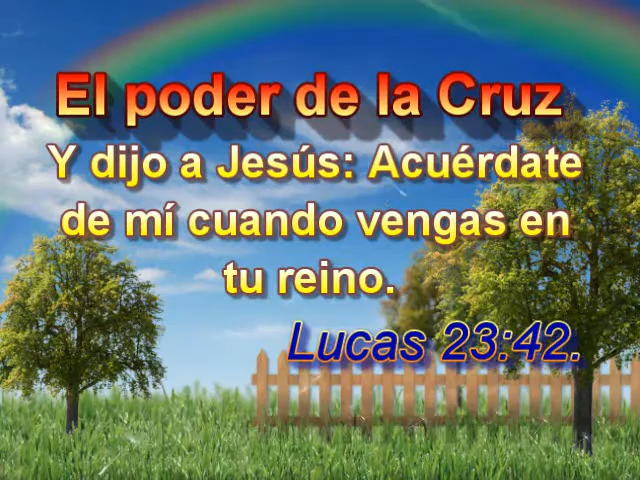 El poder de la Cruz
Y dijo a Jesús: Acuérdate
de mí cuando vengas en
tu reino.
Lucas 23:42.